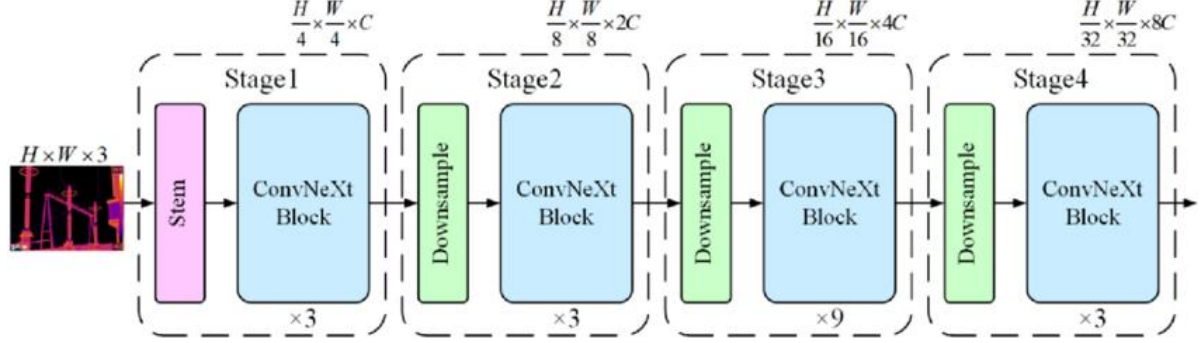 H/4 × W/4 × C
H/8 × W/8 × 2C
H/16 × W/16 × 4C
H/32 × W/32 × 8C
Stage1
Stage2
Stage3
Stage4
H × W × 3
Stem
ConvNeXt
Block
Downsample
ConvNeXt
Block
Downsample
ConvNeXt
Block
Downsample
ConvNeXt
Block
×3
×3
×9
×3